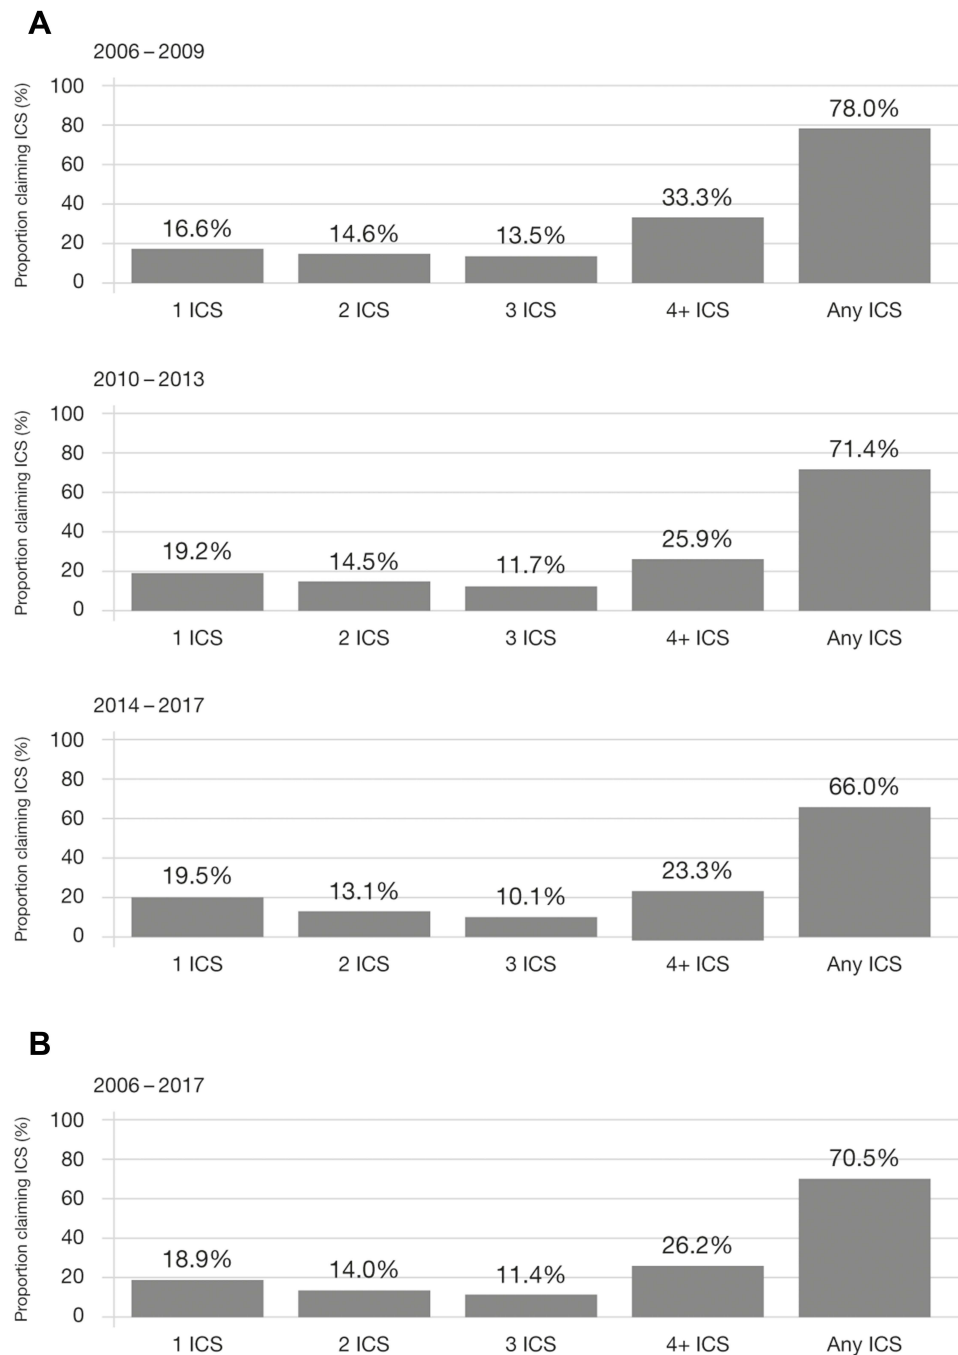 A
2006 – 2009
Proportion claiming ICS (%)
100
80
60
40
20
0
16.6%
14.6%
13.5%
33.3%
78.0%
1 ICS
2 ICS
3 ICS
4+ ICS
Any ICS
2010 – 2013
Proportion claiming ICS (%)
100
80
60
40
20
0
19.2%
14.5%
11.7%
25.9%
71.4%
1 ICS
2 ICS
3 ICS
4+ ICS
Any ICS
2014 – 2017
Proportion claiming ICS (%)
100
80
60
40
20
0
19.5%
13.1%
10.1%
23.3%
66.0%
1 ICS
2 ICS
3 ICS
4+ ICS
Any ICS
B
2006 – 2017
Proportion claiming ICS (%)
100
80
60
40
20
0
18.9%
14.0%
11.4%
26.2%
70.5%
1 ICS
2 ICS
3 ICS
4+ ICS
Any ICS